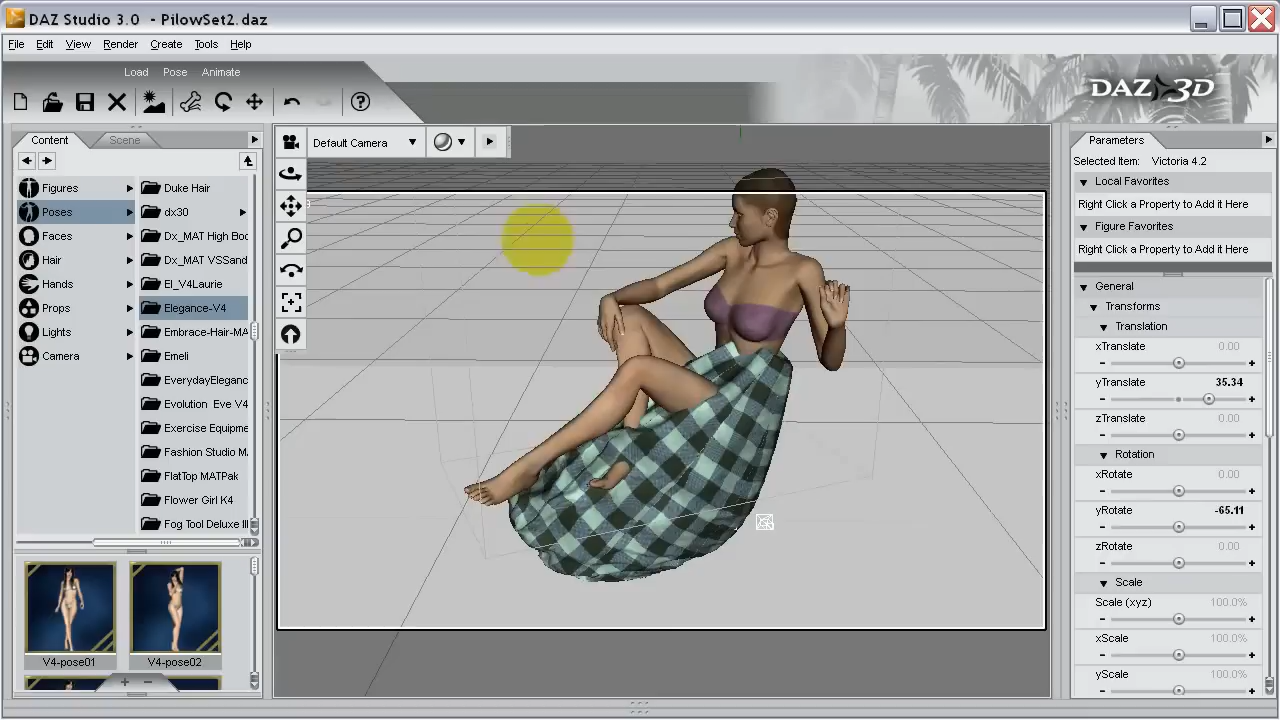 DAZ Studio 3.0 - PilowSet2.daz
File Edit View Render Create Tools Help
Load Pose Animate
DAZ 3D
Content Scene
Figures
Poses
Faces
Hair
Hands
Props
Lights
Camera
Duke Hair
dx30
Dx_MAT High Boo
Dx_MAT VSSand
El_V4Laurie
Elegance-V4
Embrace-Hair-MA
Emeli
EverydayEleganc
Evolution Eve V4
Exercise Equipme
Fashion Studio M
FlatTop MATPak
Flower Girl K4
Fog Tool Deluxe III
V4-pose01 V4-pose02
Default Camera
Parameters
Selected Item: Victoria 4.2
Local Favorites
Right Click a Property to Add it Here
Figure Favorites
Right Click a Property to Add it Here
General
Transforms
Translation
xTranslate 0.00
yTranslate 35.34
zTranslate 0.00
Rotation
xRotate 0.00
yRotate -65.11
zRotate 0.00
Scale
Scale (xyz) 100.0%
xScale 100.0%
yScale 100.0%